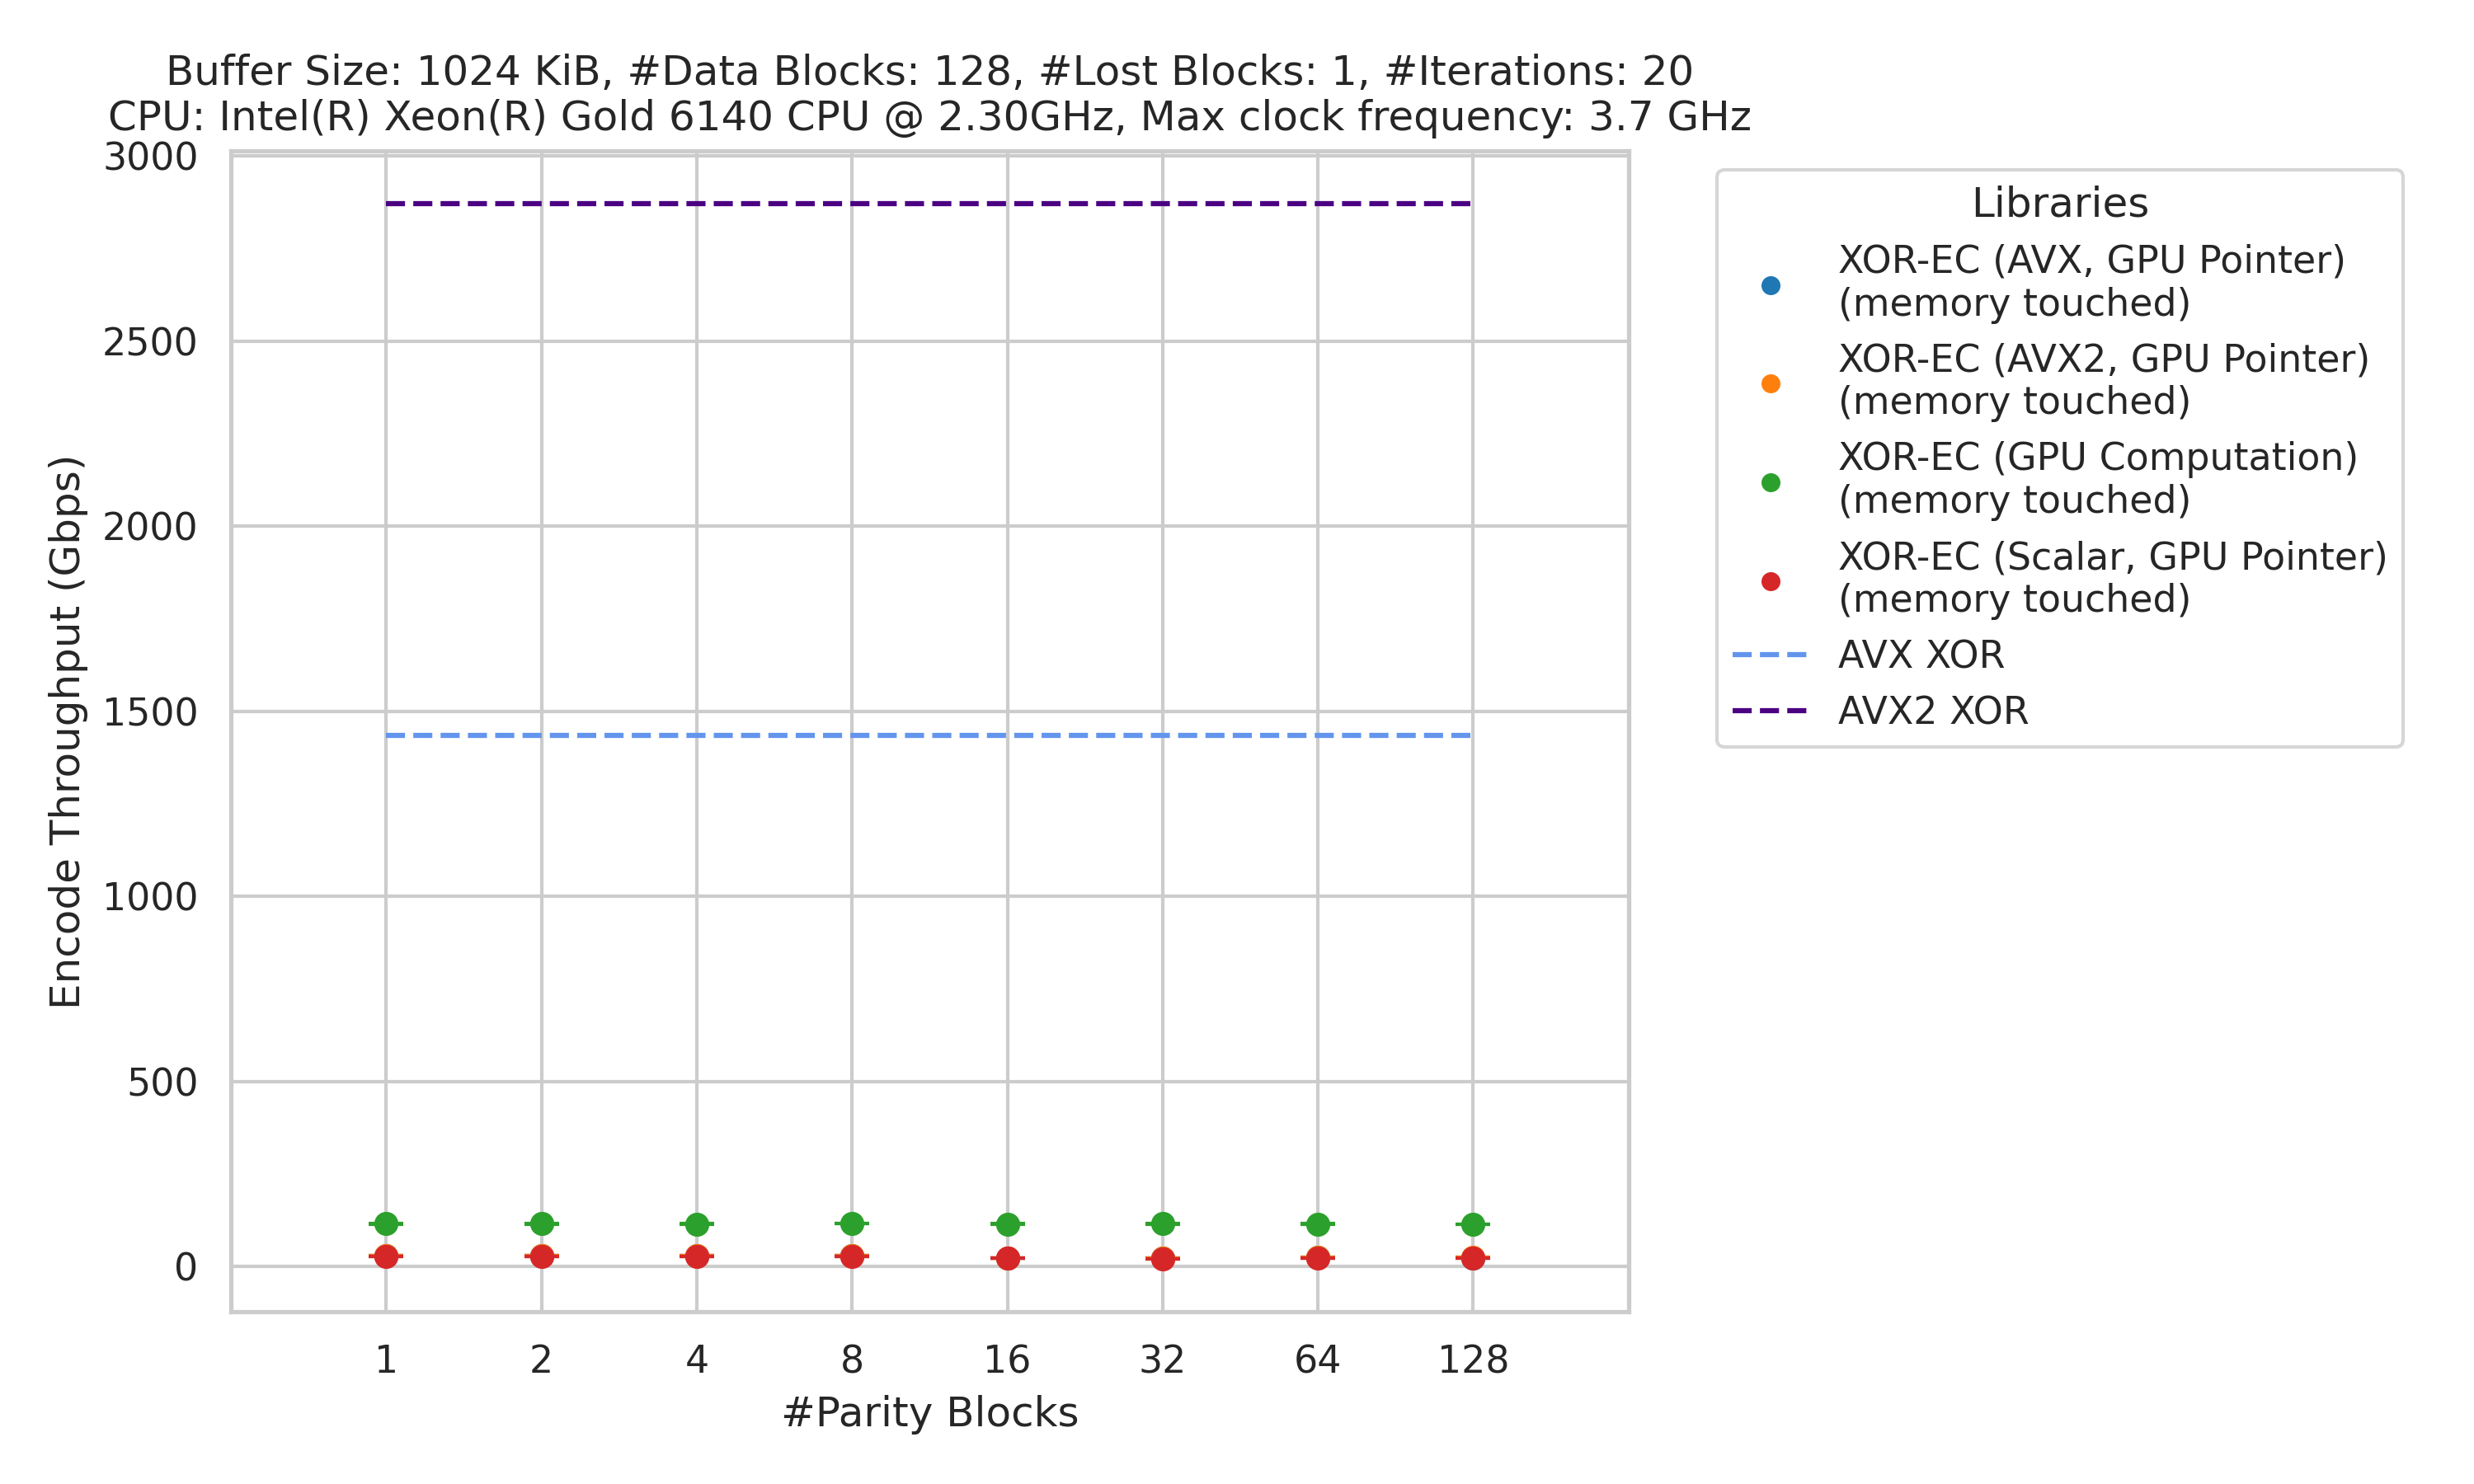 Buffer Size: 1024 KiB, #Data Blocks: 128, #Lost Blocks: 1, #Iterations: 20
CPU: Intel(R) Xeon(R) Gold 6140 CPU @ 2.30GHz, Max clock frequency: 3.7 GHz
Encode Throughput (Gbps)
3000
2500
2000
1500
1000
500
0
1 2 4 8 16 32 64 128
#Parity Blocks
Libraries
XOR-EC (AVX, GPU Pointer)
(memory touched)
XOR-EC (AVX2, GPU Pointer)
(memory touched)
XOR-EC (GPU Computation)
(memory touched)
XOR-EC (Scalar, GPU Pointer)
(memory touched)
AVX XOR
AVX2 XOR